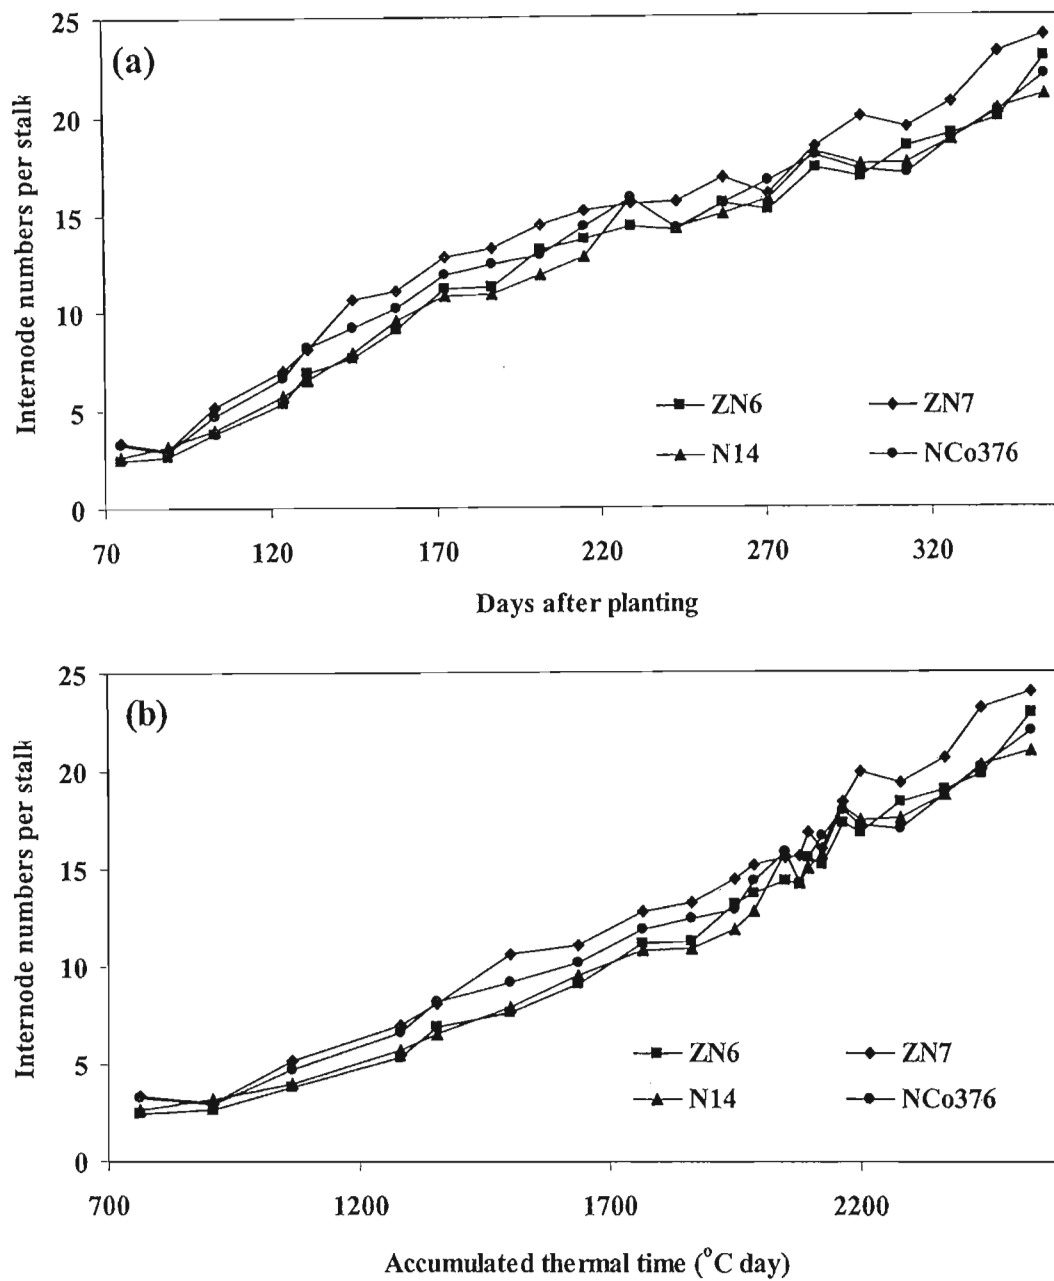 (a)
Internode numbers per stalk
25
20
15
10
5
0
ZN6 ZN7
N14 NCo376
70 120 170 220 270 320
Days after planting
(b)
Internode numbers per stalk
25
20
15
10
5
0
ZN6 ZN7
N14 NCo376
700 1200 1700 2200
Accumulated thermal time (°C day)